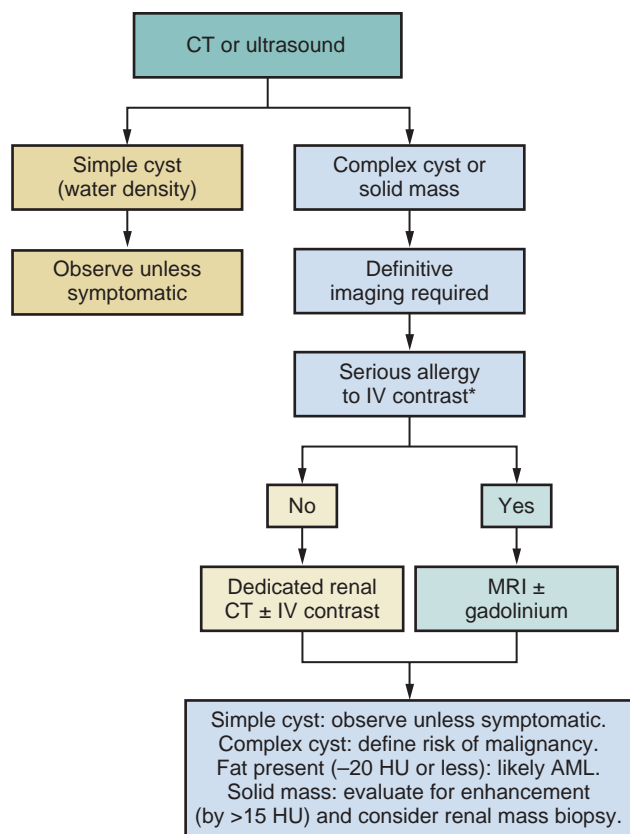 CT or ultrasound
Simple cyst
(water density)
Complex cyst or
solid mass
Observe unless
symptomatic
Definitive
imaging required
Serious allergy
to IV contrast*
No
Yes
Dedicated renal
CT ± IV contrast
MRI ±
gadolinium
Simple cyst: observe unless symptomatic.
Complex cyst: define risk of malignancy.
Fat present (–20 HU or less): likely AML.
Solid mass: evaluate for enhancement
(by >15 HU) and consider renal mass biopsy.